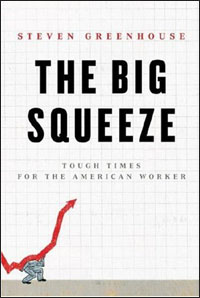 STEVEN GREENHOUSE
THE BIG
SQUEEZE
TOUGH TIMES
FOR THE AMERICAN WORKER